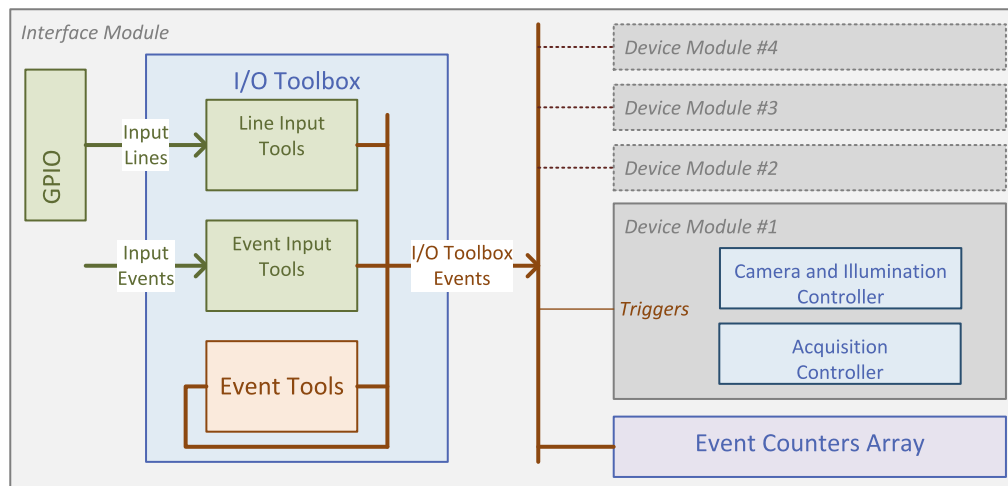 Interface Module
GPIO
Input
Lines
Input
Events
I/O Toolbox
Line Input
Tools
Event Input
Tools
Event Tools
I/O Toolbox
Events
Device Module #4
Device Module #3
Device Module #2
Device Module #1
Camera and Illumination
Controller
Triggers
Acquisition
Controller
Event Counters Array